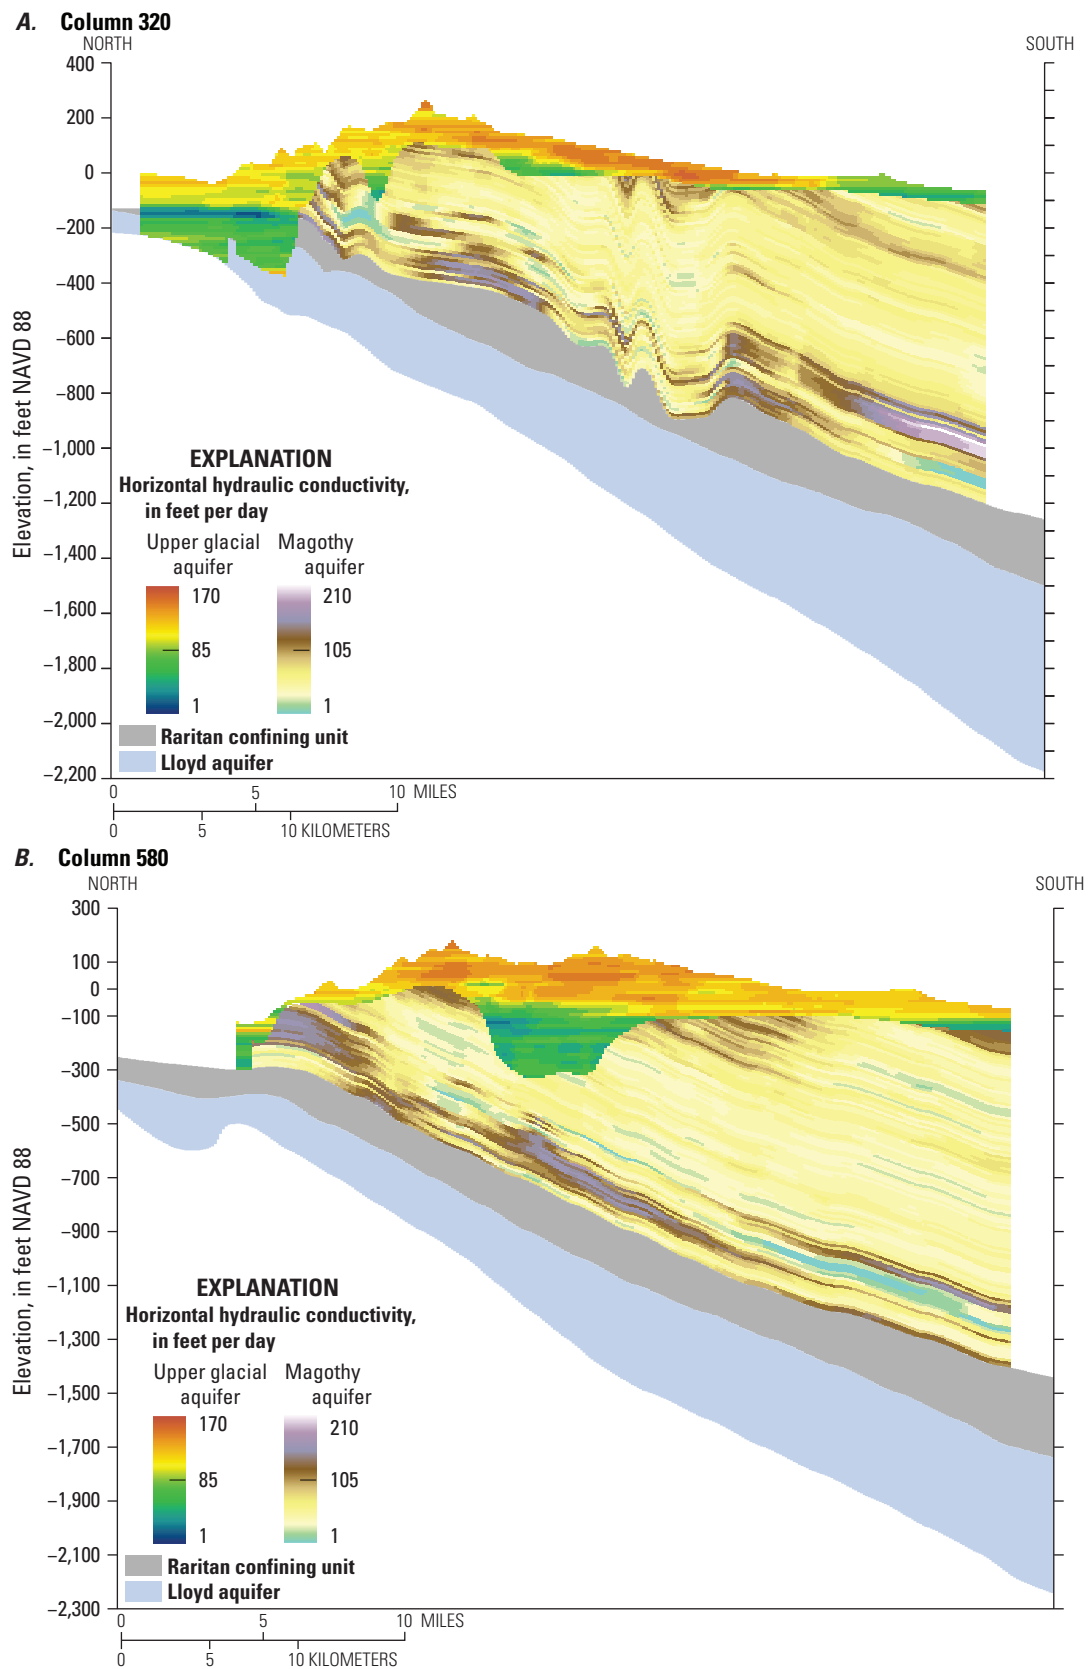 A. Column 320
NORTH
SOUTH
400
200
0
−200
−400
−600
−800
−1,000
−1,200
−1,400
−1,600
−1,800
−2,000
−2,200
Elevation, in feet NAVD 88
EXPLANATION
Horizontal hydraulic conductivity,
in feet per day
Upper glacial
aquifer
Magothy
aquifer
170
85
1
210
105
1
Raritan confining unit
Lloyd aquifer
0 5 10 MILES
0 5 10 KILOMETERS
B. Column 580
NORTH
SOUTH
300
100
0
−100
−300
−500
−700
−900
−1,100
−1,300
−1,500
−1,700
−1,900
−2,100
−2,300
Elevation, in feet NAVD 88
EXPLANATION
Horizontal hydraulic conductivity,
in feet per day
Upper glacial
aquifer
Magothy
aquifer
170
85
1
210
105
1
Raritan confining unit
Lloyd aquifer
0 5 10 MILES
0 5 10 KILOMETERS